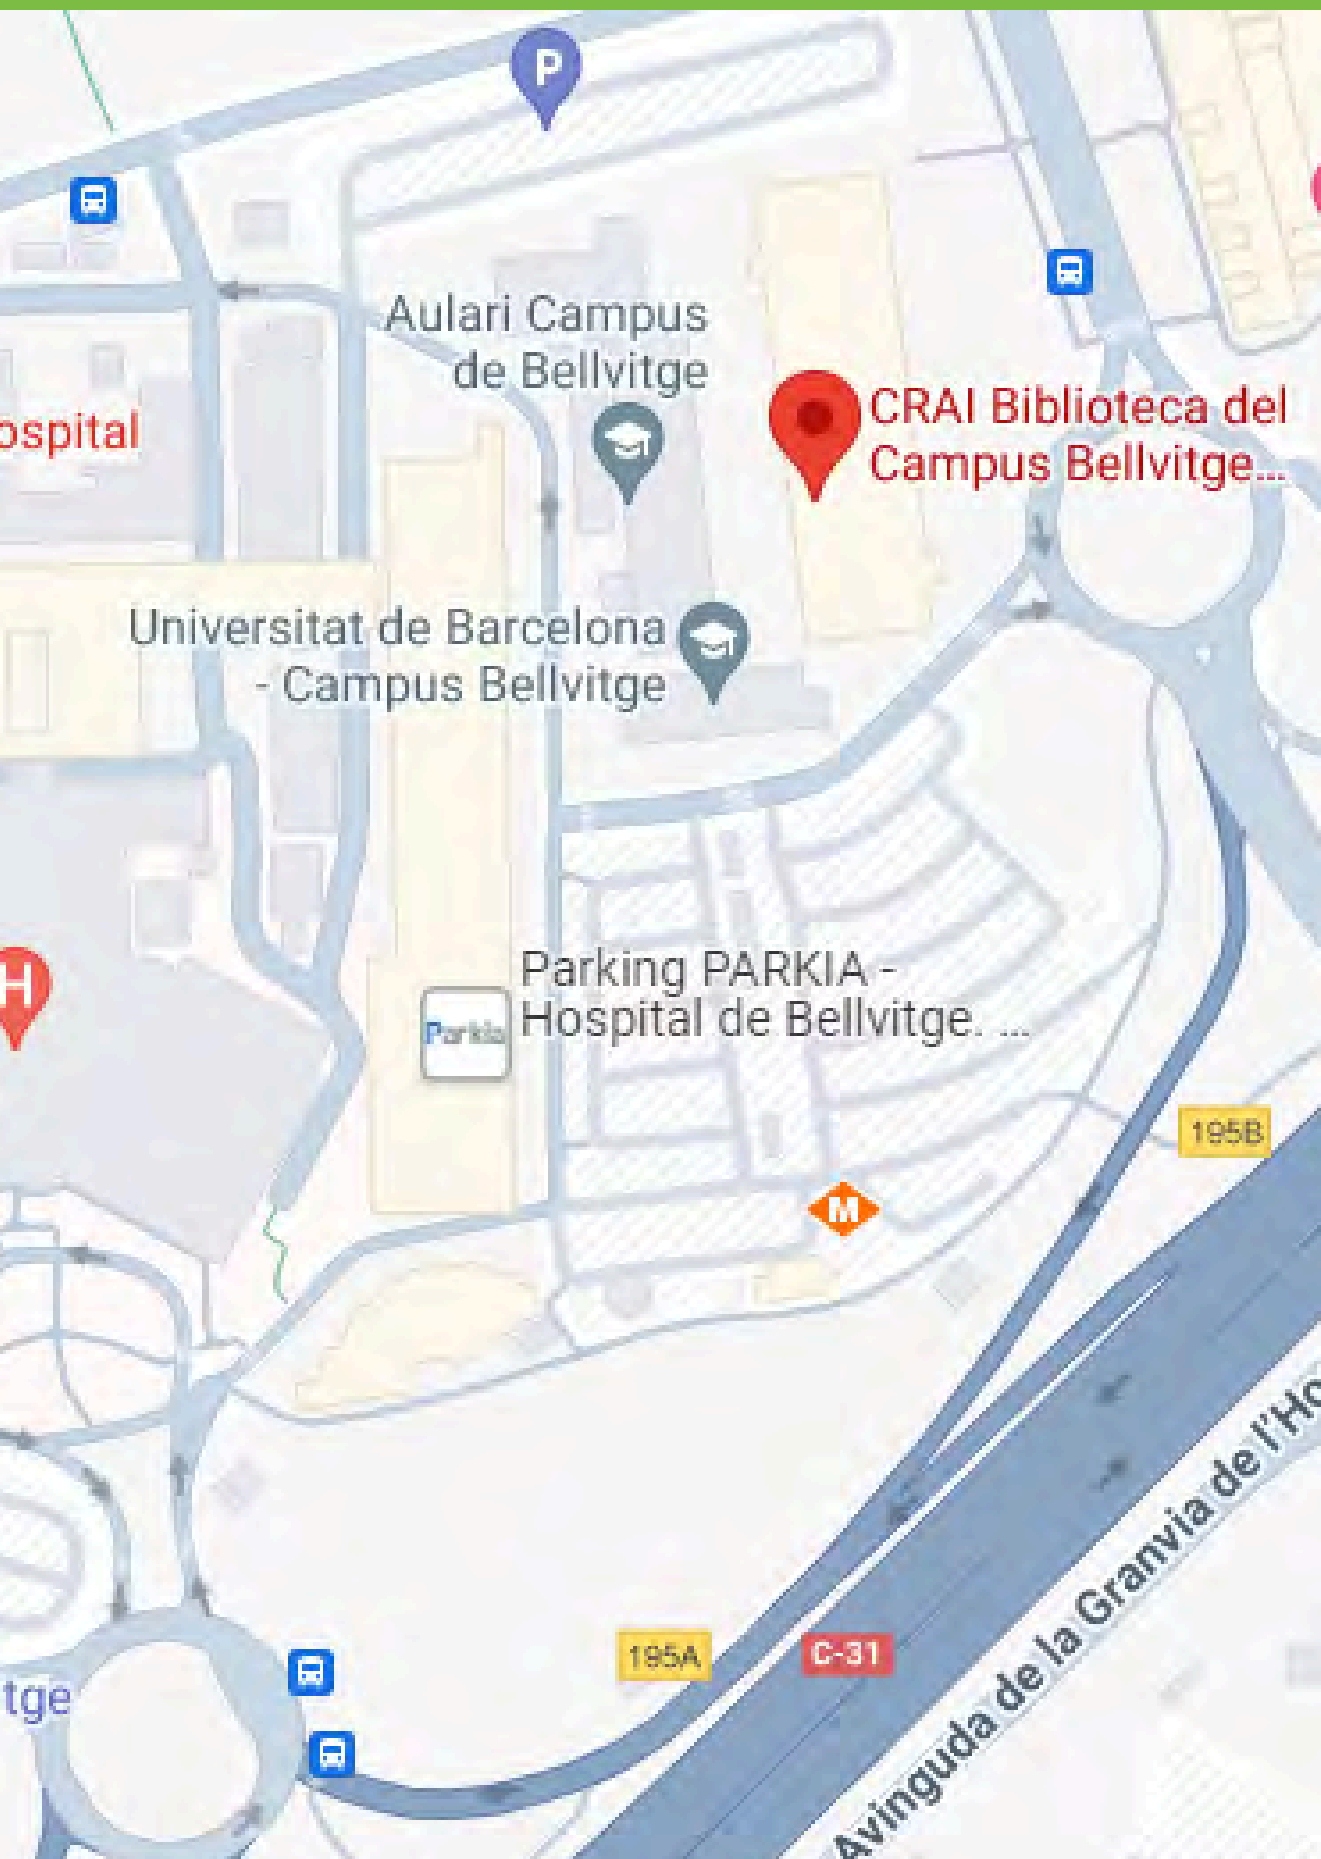 P
Aulari Campus
de Bellvitge
CRAI Biblioteca del
Campus Bellvitge...
ospital
Universitat de Barcelona
- Campus Bellvitge
H
Parking PARKIA -
Hospital de Bellvitge. ...
Parkia
195B
M
195A
C-31
tge
Avinguda de la Granvia de l'Ho